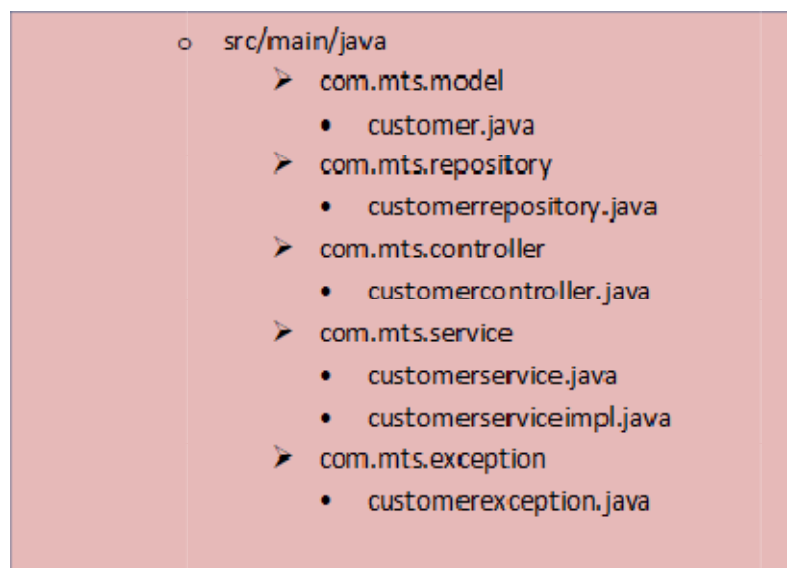 src/main/java
com.mts.model
customer.java
com.mts.repository
customerrepository.java
com.mts.controller
customercontroller.java
com.mts.service
customerservice.java
customerserviceimpl.java
com.mts.exception
customerexception.java